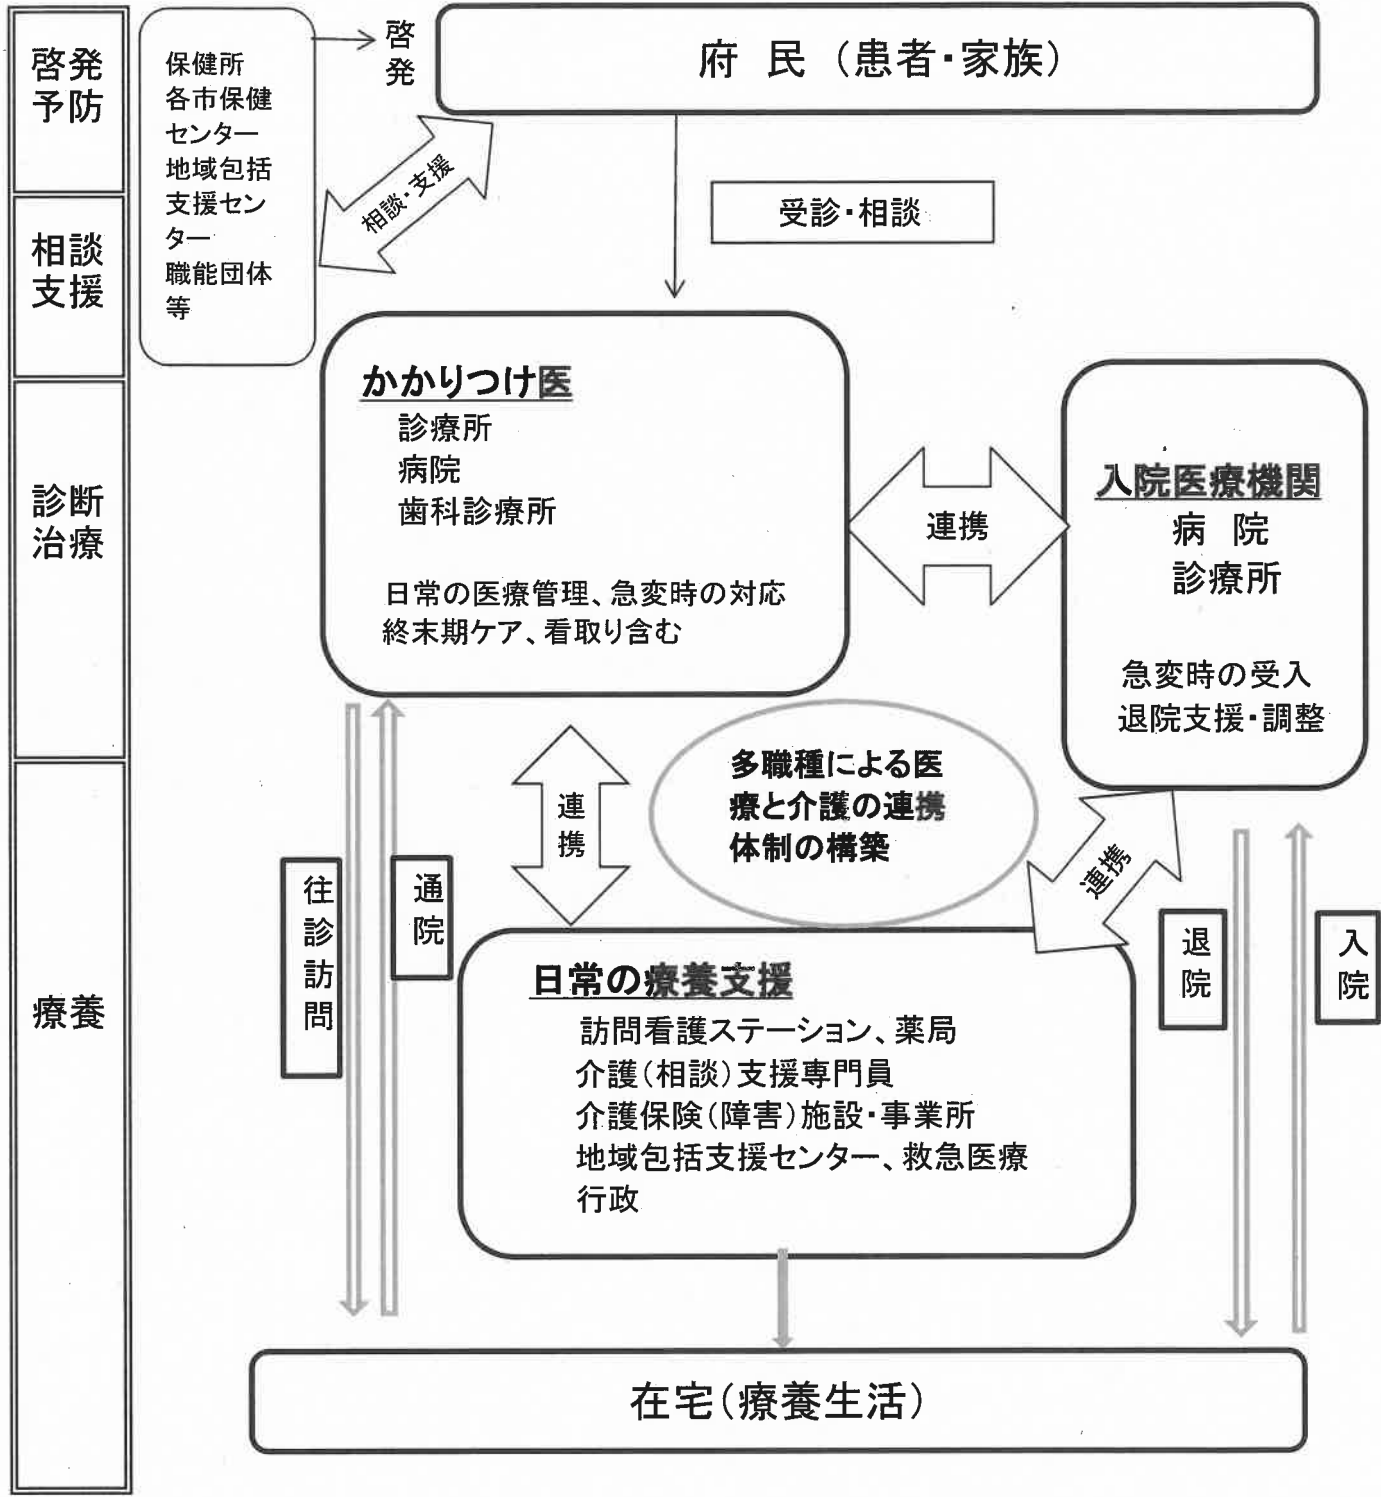 啓発
予防
相談
支援
診断
治療
療養
保健所
各市保健
センター
地域包括
支援セン
ター
職能団体
等
啓
発
府 民 （患者・家族）
相談・支援
受診・相談
かかりつけ医
診療所
病院
歯科診療所
日常の医療管理、急変時の対応
終末期ケア、看取り含む
連携
入院医療機関
病 院
診療所
急変時の受入
退院支援・調整
連
携
多職種による医
療と介護の連携
体制の構築
連携
往
診
訪
問
通
院
日常の療養支援
訪問看護ステーション、薬局
介護（相談）支援専門員
介護保険（障害）施設・事業所
地域包括支援センター、救急医療
行政
退
院
入
院
在宅（療養生活）